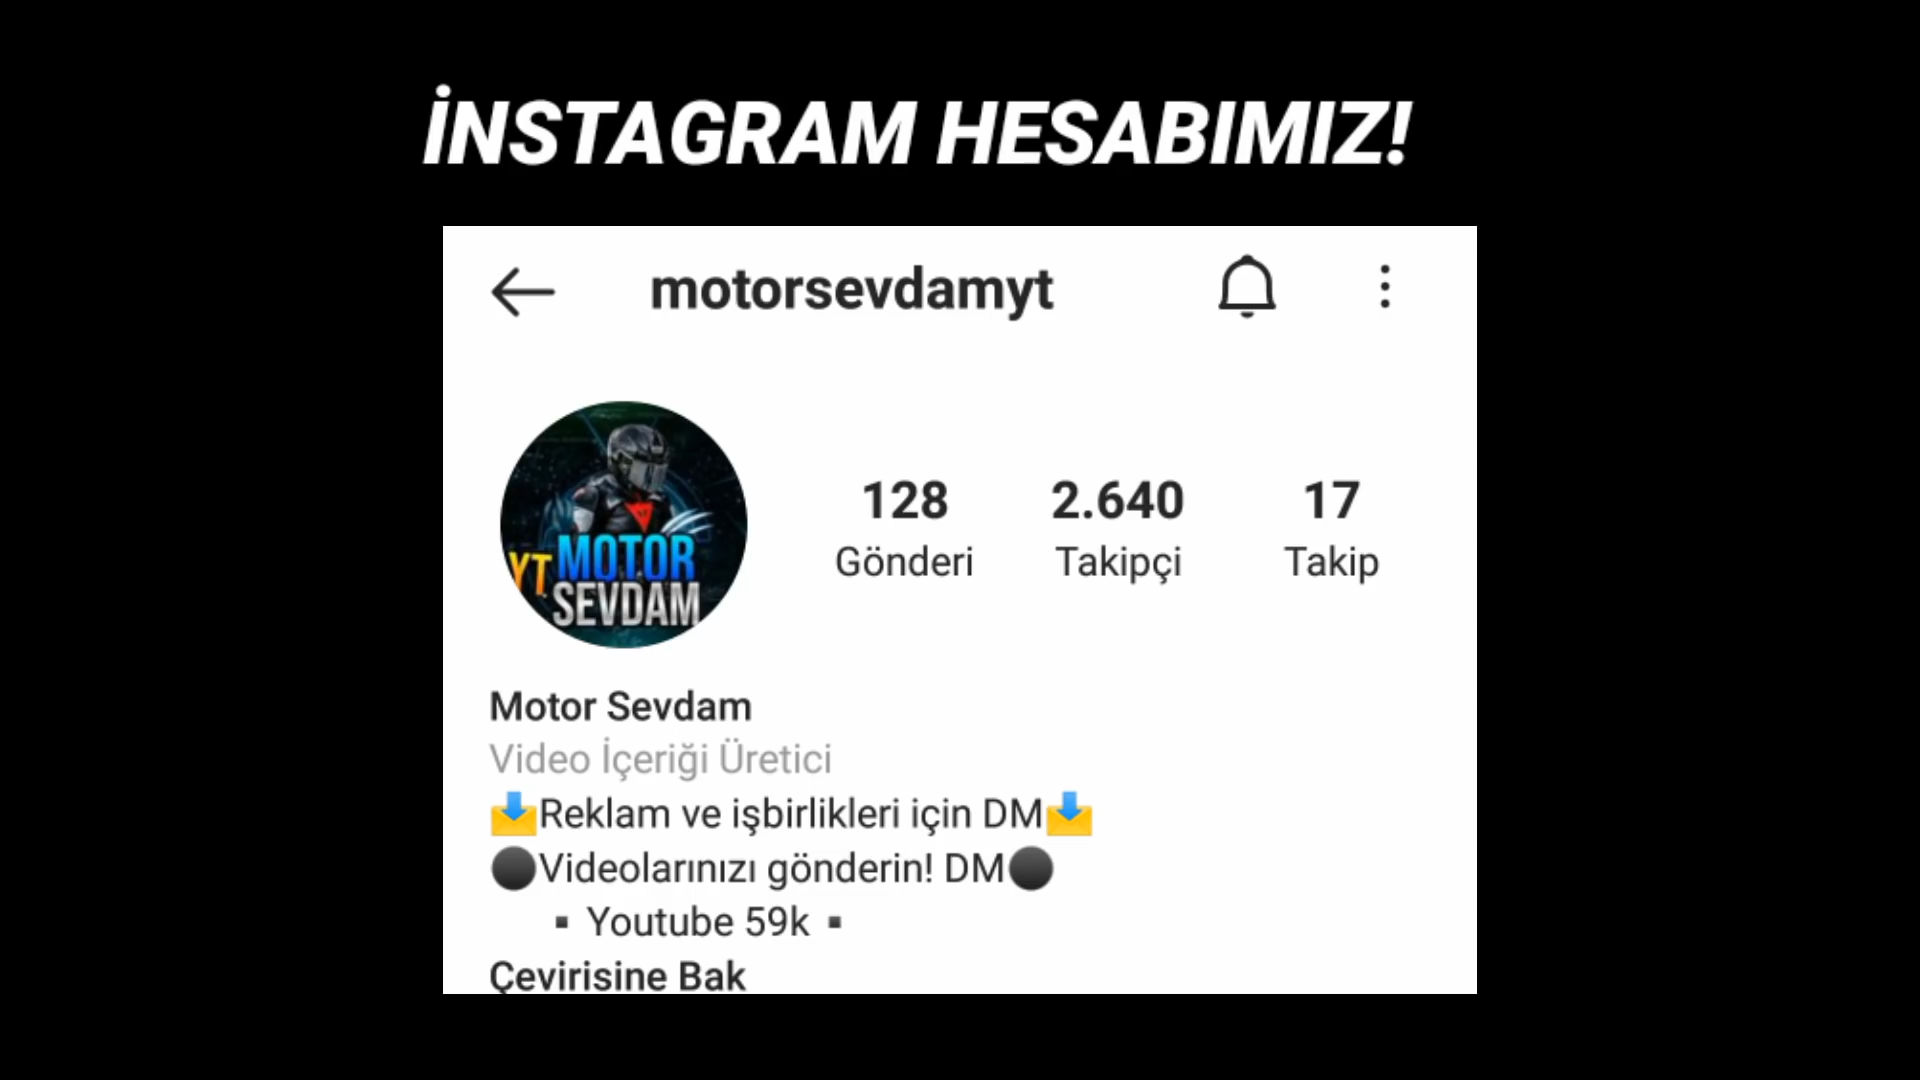 İNSTAGRAM HESABIMIZ!
motorsevdamyt
YT MOTOR
SEVDAM
128 2.640 17
Gönderi Takipçi Takip
Motor Sevdam
Video İçeriği Üretici
📥Reklam ve işbirlikleri için DM📥
⚫Videolarınızı gönderin! DM⚫
▪ Youtube 59k ▪
Çevirisine Bak